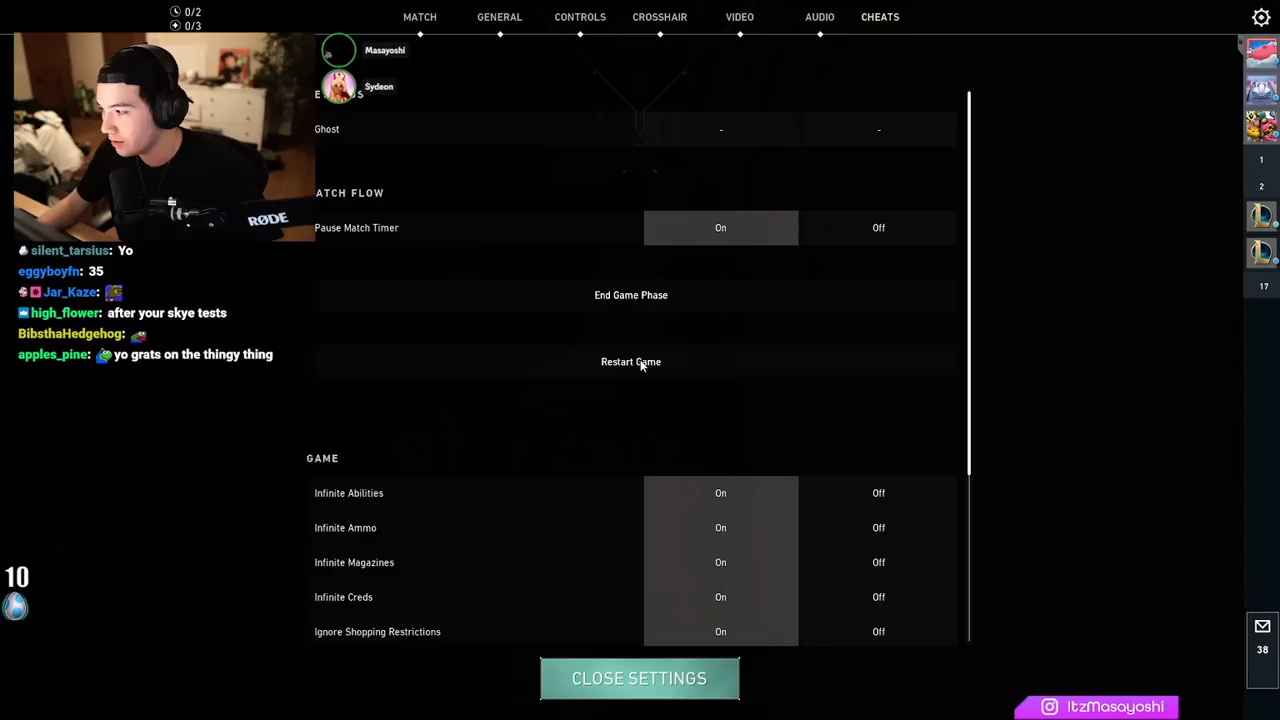 0/2
0/3
MATCH GENERAL CONTROLS CROSSHAIR VIDEO AUDIO CHEATS
Masayoshi
Sydeon
Ghost - -
ATCH FLOW
Pause Match Timer On Off
End Game Phase
Restart Game
GAME
Infinite Abilities On Off
Infinite Ammo On Off
Infinite Magazines On Off
Infinite Creds On Off
Ignore Shopping Restrictions On Off
CLOSE SETTINGS
RØDE
silent_tarsius: Yo
eggyboyfn: 35
Jar_Kaze:
high_flower: after your skye tests
BibsthaHedgehog:
apples_pine: yo grats on the thingy thing
10
1
2
17
38
ItzMasayoshi